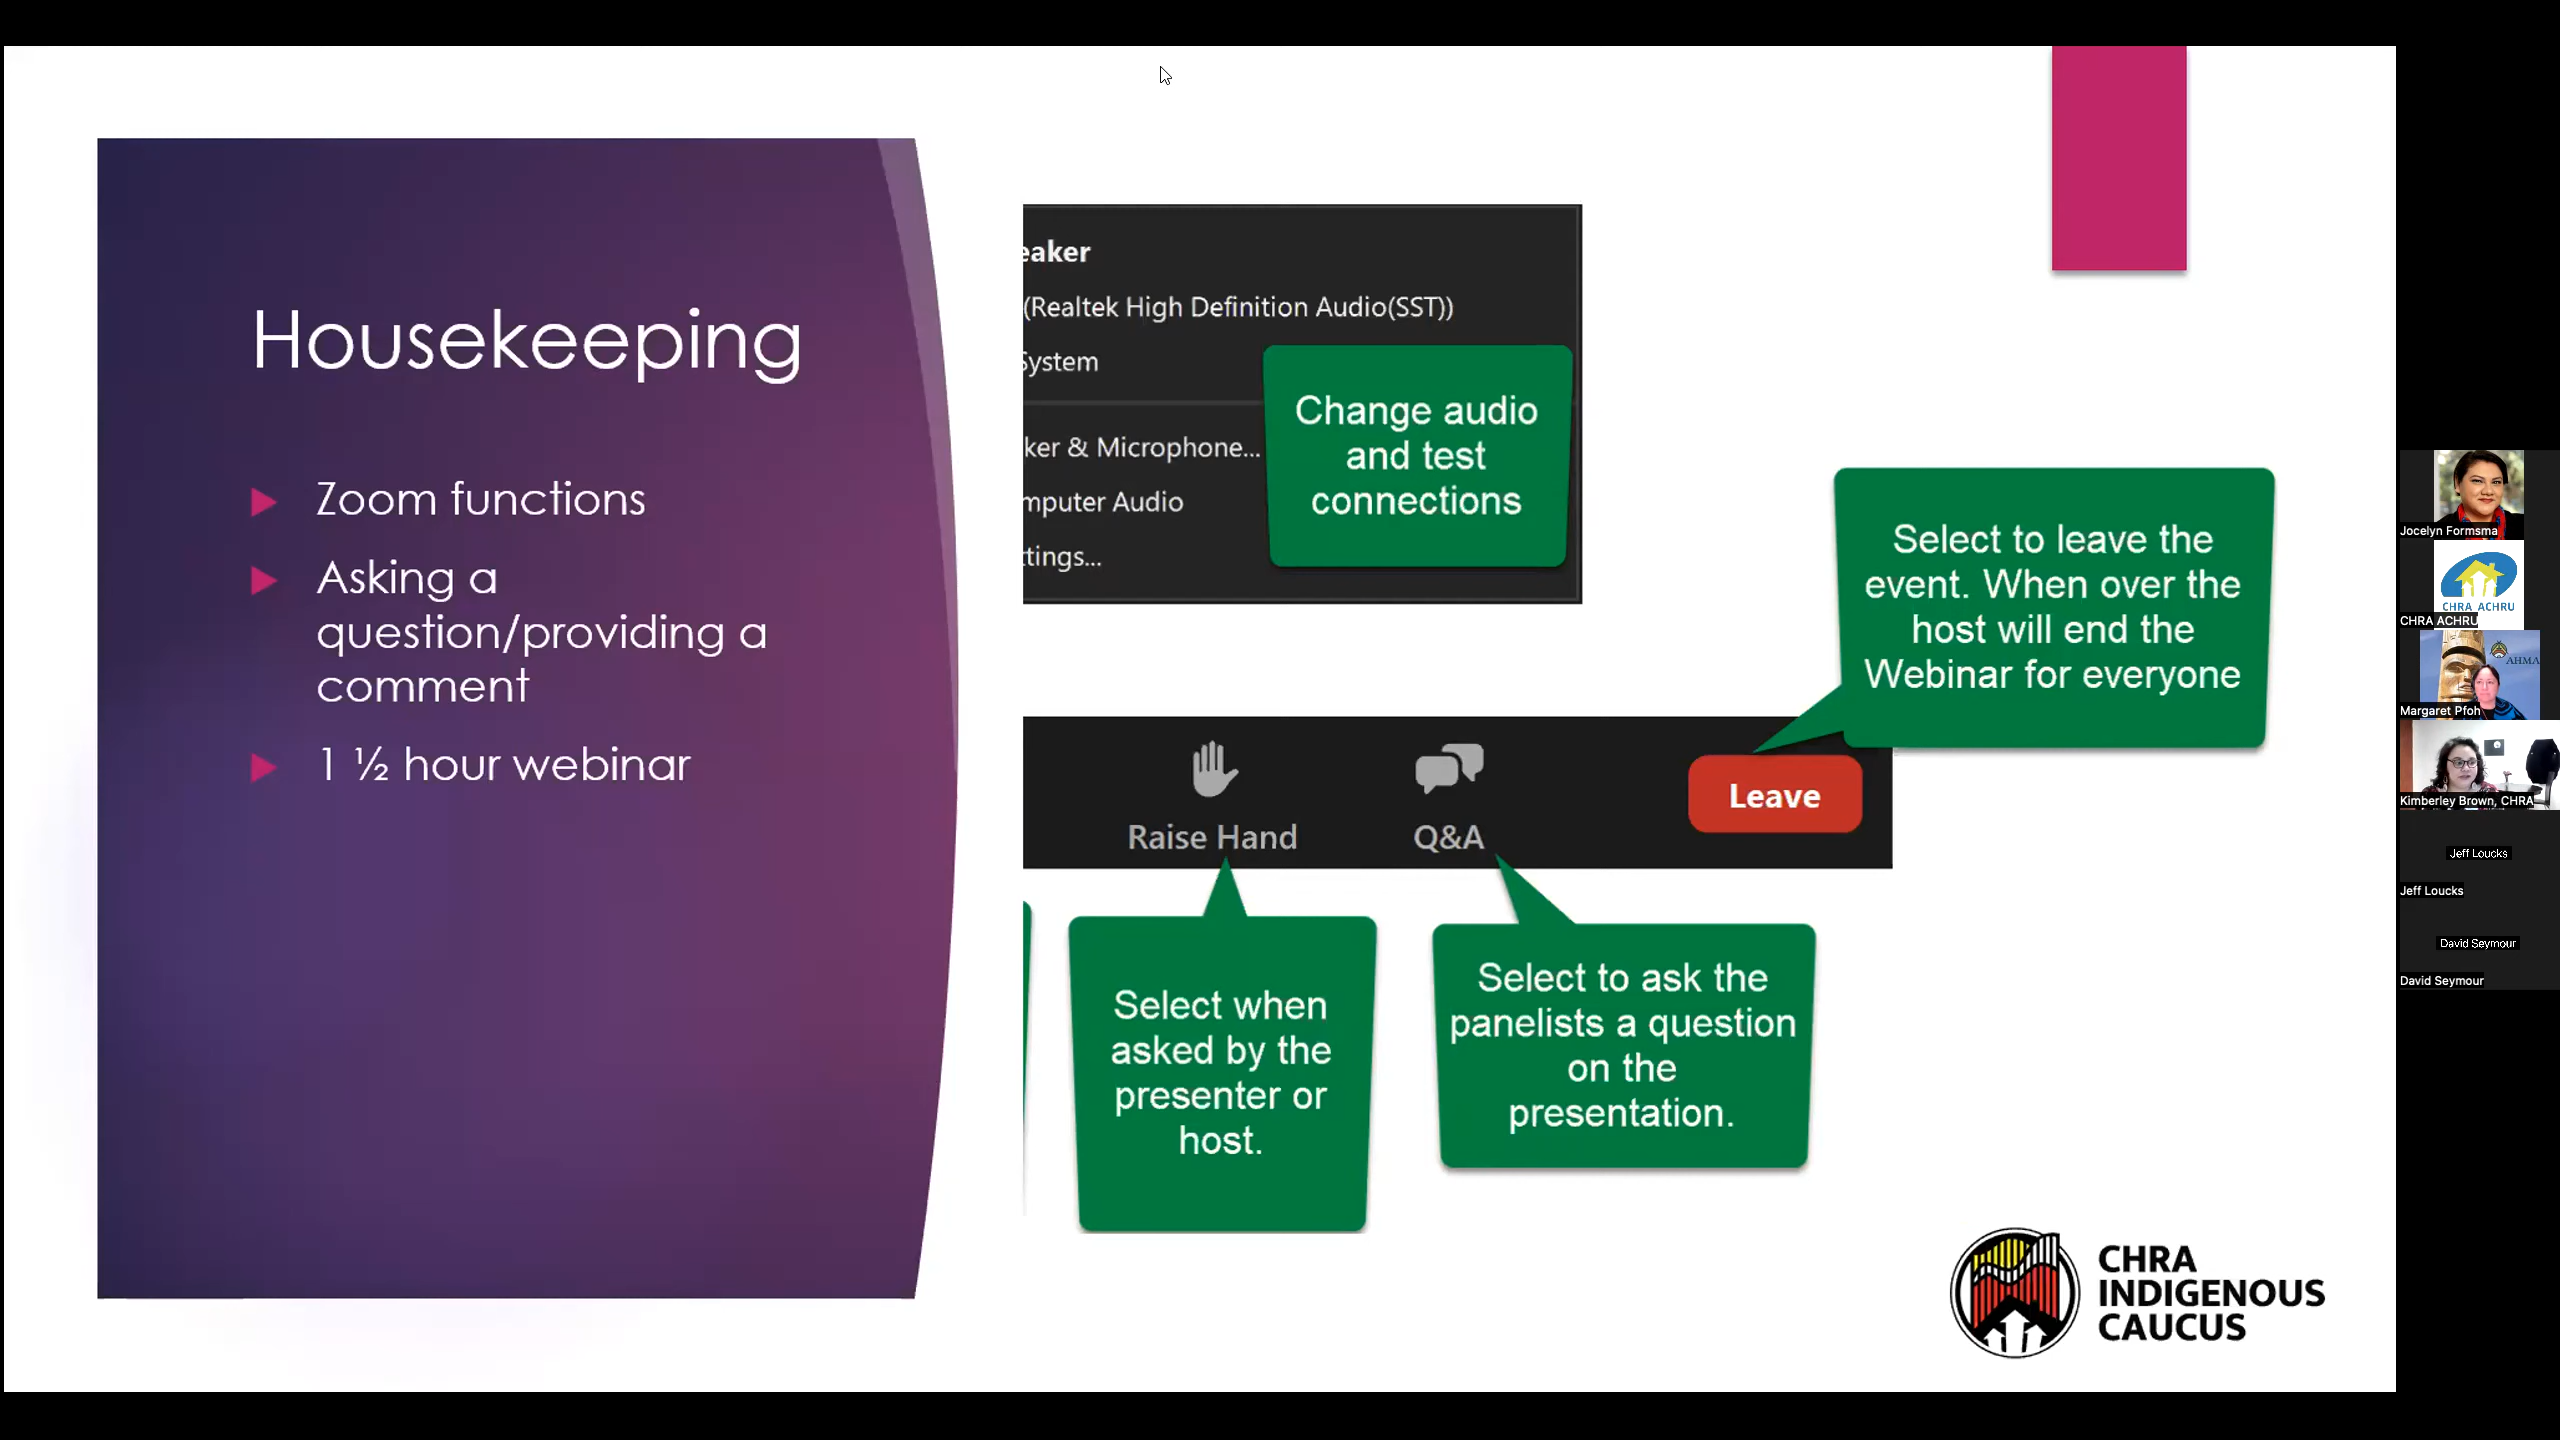 Housekeeping
Zoom functions
Asking a
question/providing a
comment
1 ½ hour webinar
eaker
(Realtek High Definition Audio(SST))
System
ker & Microphone...
mputer Audio
tings...
Change audio
and test
connections
Select to leave the
event. When over the
host will end the
Webinar for everyone
Raise Hand
Q&A
Leave
Select when
asked by the
presenter or
host.
Select to ask the
panelists a question
on the
presentation.
CHRA
INDIGENOUS
CAUCUS
Jocelyn Formsma
CHRA ACHRU
CHRA ACHRU
AHMA
Margaret Pfoh
Kimberley Brown, CHRA
Jeff Loucks
Jeff Loucks
David Seymour
David Seymour